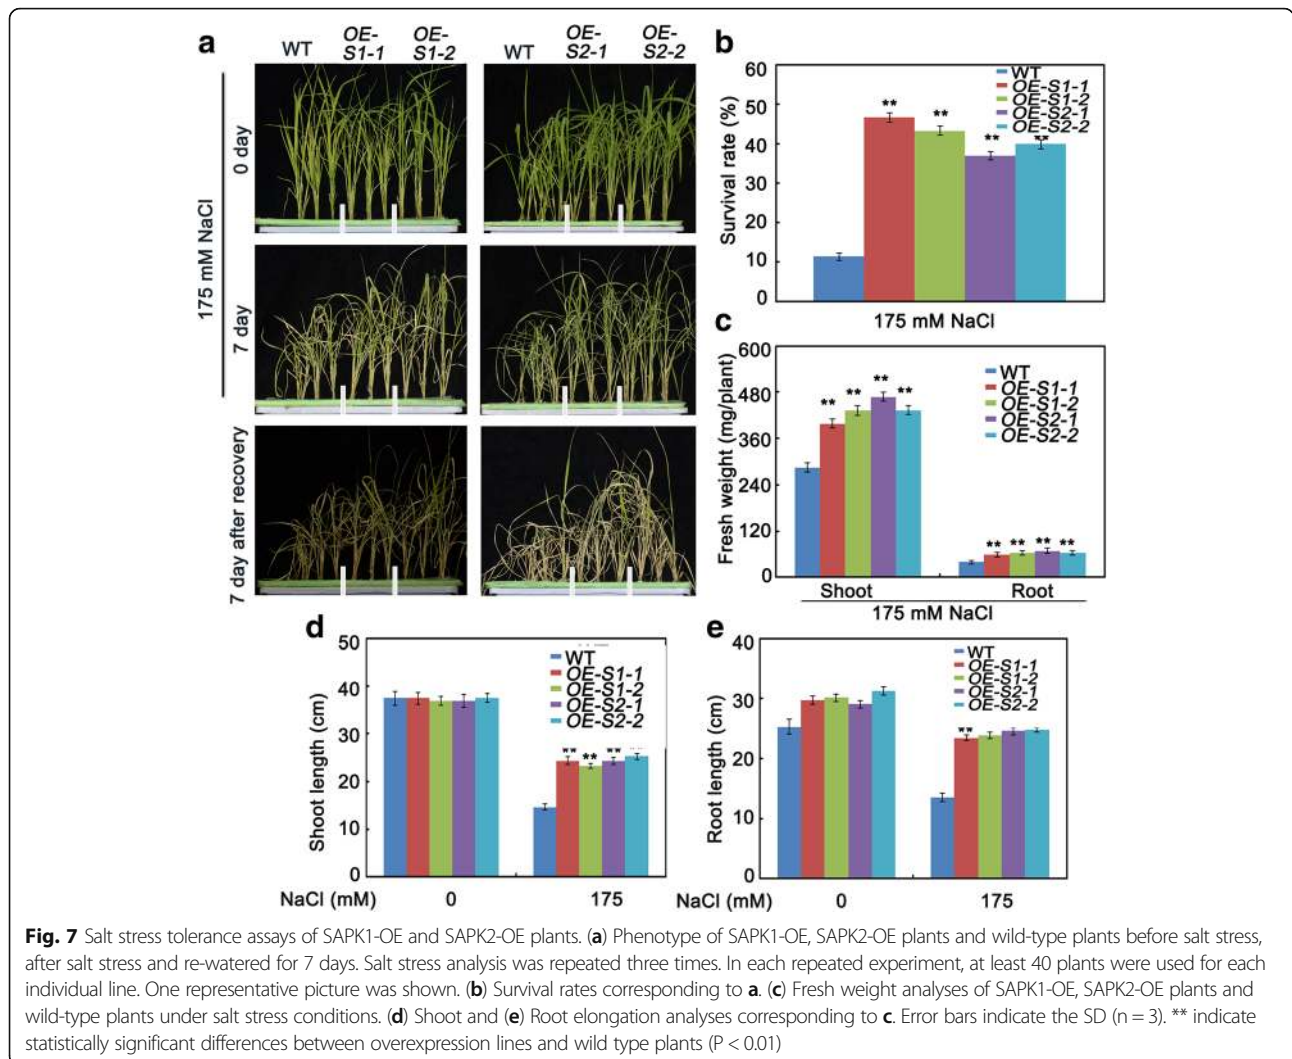 a
WT
OE-
S1-1
OE-
S1-2
WT
OE-
S2-1
OE-
S2-2
175 mM NaCl
0 day
7 day
7 day after recovery
b
Survival rate (%)
60
50
40
30
20
10
0
WT
OE-S1-1
OE-S1-2
OE-S2-1
OE-S2-2
** ** ** **
175 mM NaCl
c
Fresh weight (mg/plant)
600
480
360
240
120
0
WT
OE-S1-1
OE-S1-2
OE-S2-1
OE-S2-2
** ** ** **
** ** ** **
Shoot Root
175 mM NaCl
d
Shoot length (cm)
50
40
30
20
10
0
WT
OE-S1-1
OE-S1-2
OE-S2-1
OE-S2-2
** ** **
NaCl (mM) 0 175
e
Root length (cm)
40
30
20
10
0
WT
OE-S1-1
OE-S1-2
OE-S2-1
OE-S2-2
**
NaCl (mM) 0 175
Fig. 7 Salt stress tolerance assays of SAPK1-OE and SAPK2-OE plants. (a) Phenotype of SAPK1-OE, SAPK2-OE plants and wild-type plants before salt stress,
after salt stress and re-watered for 7 days. Salt stress analysis was repeated three times. In each repeated experiment, at least 40 plants were used for each
individual line. One representative picture was shown. (b) Survival rates corresponding to a. (c) Fresh weight analyses of SAPK1-OE, SAPK2-OE plants and
wild-type plants under salt stress conditions. (d) Shoot and (e) Root elongation analyses corresponding to c. Error bars indicate the SD (n = 3). ** indicate
statistically significant differences between overexpression lines and wild type plants (P < 0.01)